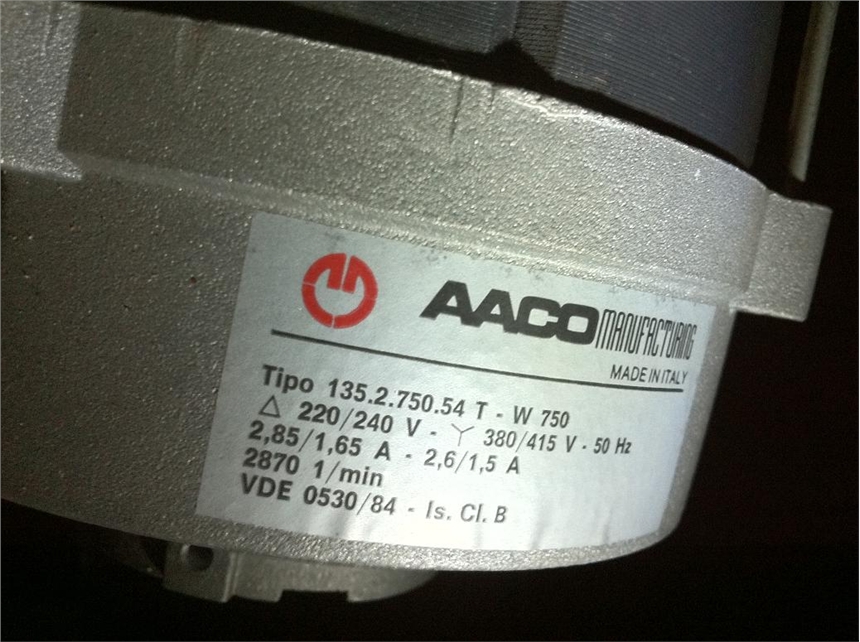 AACO MANUFACTURING
MADE IN ITALY
Tipo 135.2.750.54 T - W 750
△ 220/240 V - Y 380/415 V - 50 Hz
2,85/1,65 A - 2,6/1,5 A
2870 1/min
VDE 0530/84 - Is. Cl. B